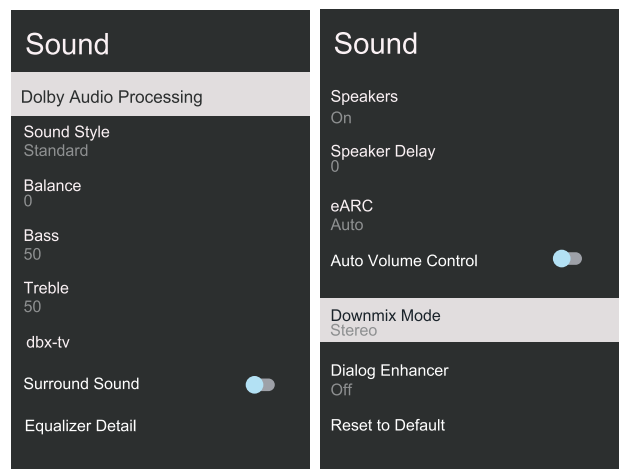 Sound
Dolby Audio Processing
Sound Style
Standard
Balance
0
Bass
50
Treble
50
dbx-tv
Surround Sound
Equalizer Detail
Sound
Speakers
On
Speaker Delay
0
eARC
Auto
Auto Volume Control
Downmix Mode
Stereo
Dialog Enhancer
Off
Reset to Default